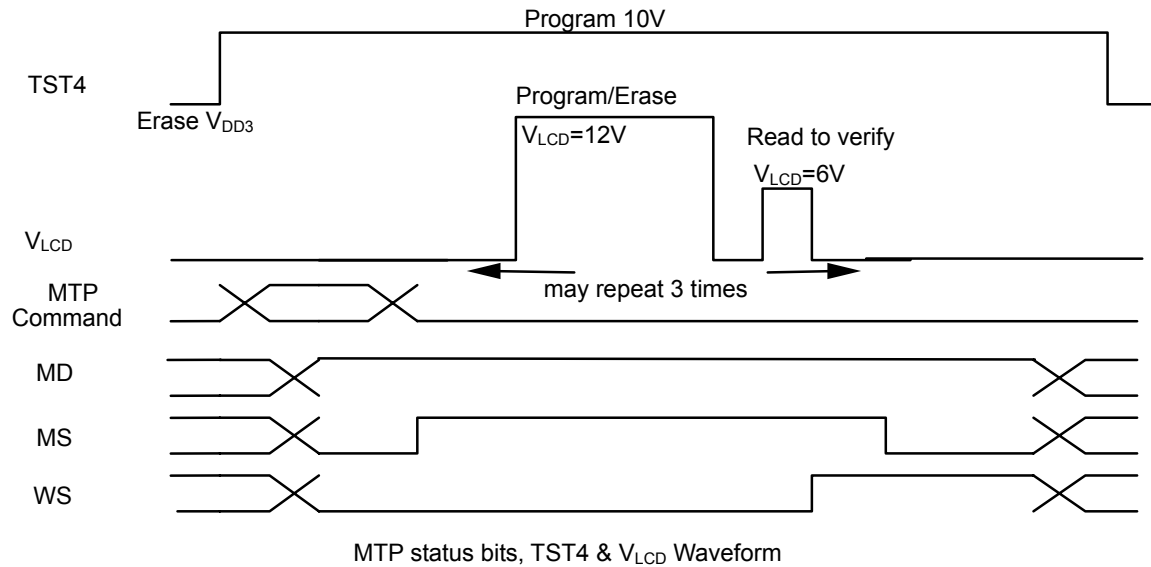 Program 10V
TST4
Program/Erase
Erase VDD3
VLCD=12V
Read to verify
VLCD=6V
VLCD
may repeat 3 times
MTP
Command
MD
MS
WS
MTP status bits, TST4 & VLCD Waveform